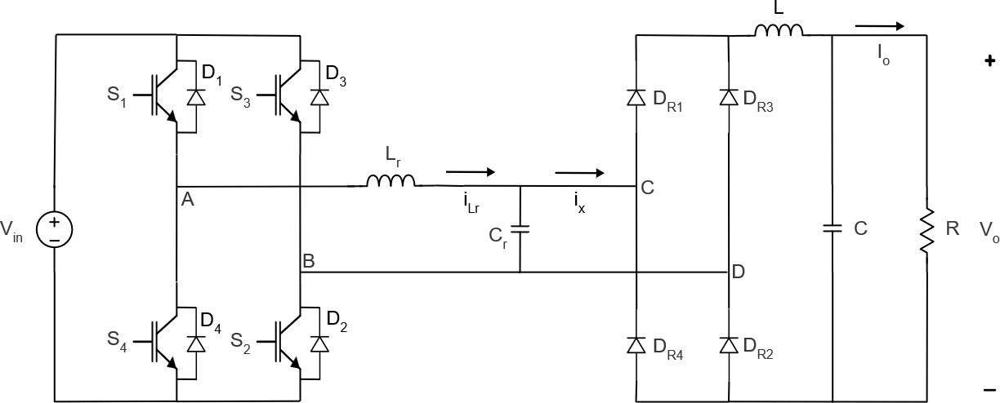 L
I_o
+
D_1
D_3
S_1
S_3
D_R1
D_R3
L_r
i_Lr
i_x
A
C
V_in
+
−
C_r
C
R
V_o
B
D
D_4
D_2
S_4
S_2
D_R4
D_R2
−